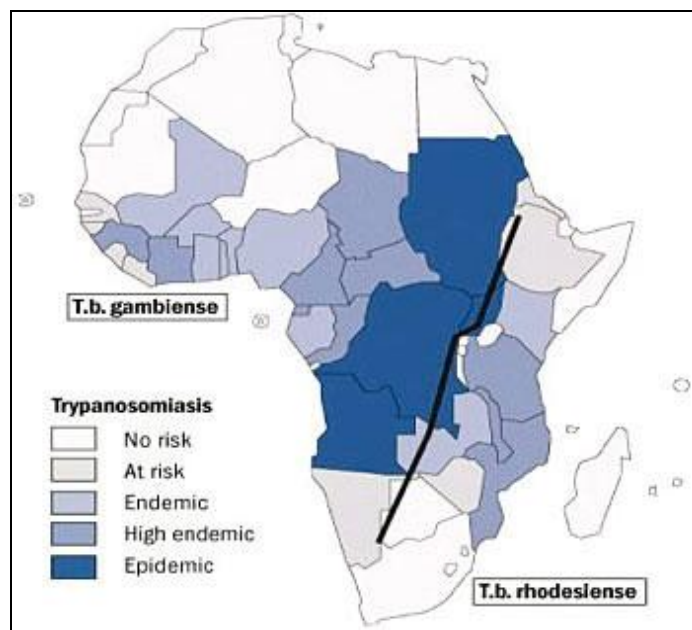 T.b. gambiense
Trypanosomiasis
No risk
At risk
Endemic
High endemic
Epidemic
T.b. rhodesiense